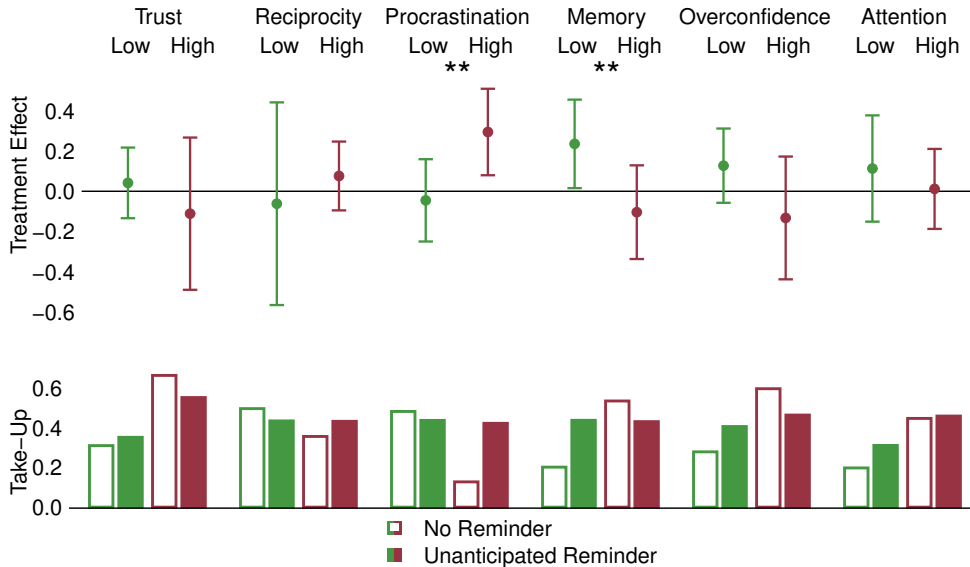 Trust Reciprocity Procrastination Memory Overconfidence Attention
Low High Low High Low High Low High Low High Low High
** **
Treatment Effect
0.4
0.2
0.0
−0.2
−0.4
−0.6
Take−Up
0.6
0.4
0.2
0.0
No Reminder
Unanticipated Reminder